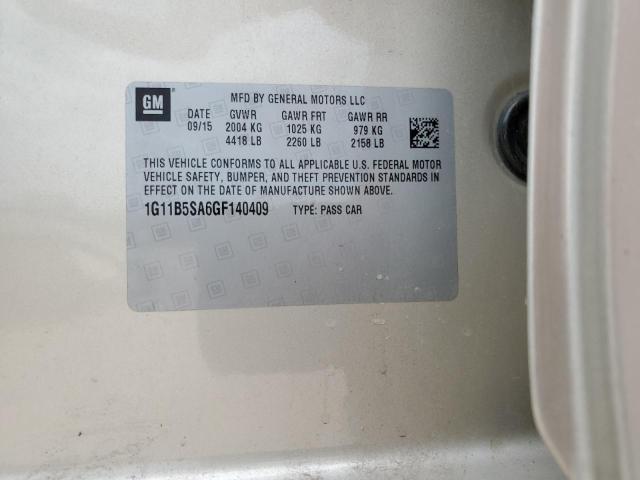 GM
MFD BY GENERAL MOTORS LLC
DATE GVWR GAWR FRT GAWR RR
09/15 2004 KG 1025 KG 979 KG
4418 LB 2260 LB 2158 LB
THIS VEHICLE CONFORMS TO ALL APPLICABLE U.S. FEDERAL MOTOR
VEHICLE SAFETY, BUMPER, AND THEFT PREVENTION STANDARDS
IN EFFECT ON THE DATE OF MANUFACTURE SHOWN ABOVE.
1G11B5SA6GF140409 TYPE: PASS CAR